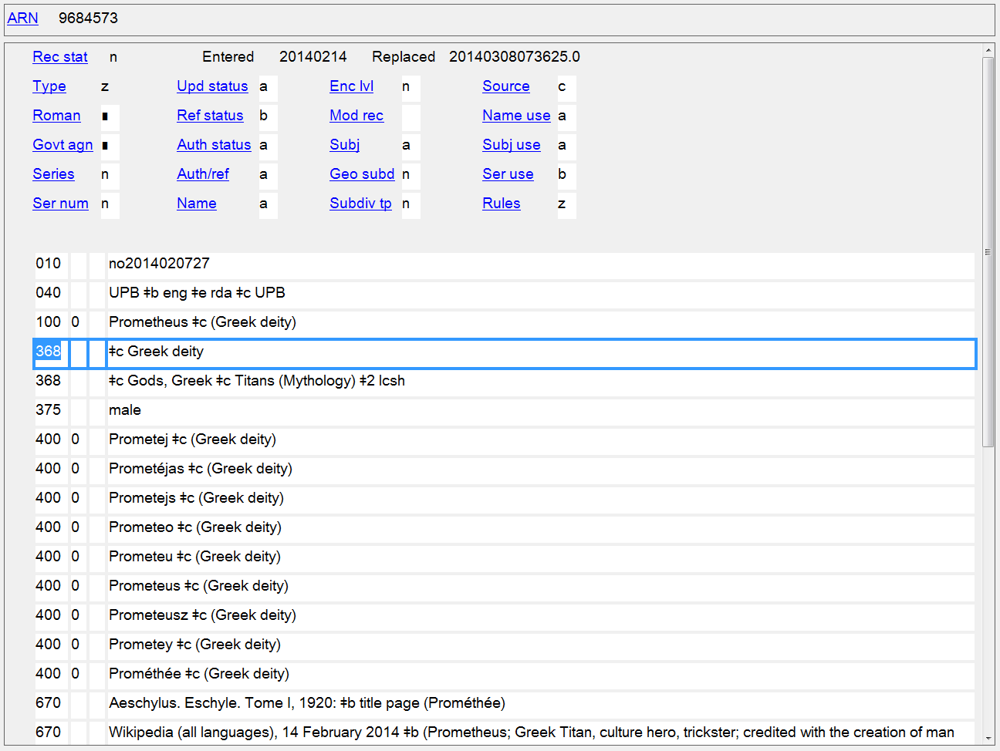 ARN 9684573
Rec stat n Entered 20140214 Replaced 20140308073625.0
Type z Upd status a Enc lvl n Source c
Roman ∎ Ref status b Mod rec Name use a
Govt agn ∎ Auth status a Subj a Subj use a
Series n Auth/ref a Geo subd n Ser use b
Ser num n Name a Subdiv tp n Rules z
010 no2014020727
040 UPB ‡b eng ‡e rda ‡c UPB
100 0 Prometheus ‡c (Greek deity)
368 ‡c Greek deity
368 ‡c Gods, Greek ‡c Titans (Mythology) ‡2 lcsh
375 male
400 0 Prometej ‡c (Greek deity)
400 0 Prometéjas ‡c (Greek deity)
400 0 Prometejs ‡c (Greek deity)
400 0 Prometeo ‡c (Greek deity)
400 0 Prometeu ‡c (Greek deity)
400 0 Prometeus ‡c (Greek deity)
400 0 Prometeusz ‡c (Greek deity)
400 0 Prometey ‡c (Greek deity)
400 0 Prométhée ‡c (Greek deity)
670 Aeschylus. Eschyle. Tome I, 1920: ‡b title page (Prométhée)
670 Wikipedia (all languages), 14 February 2014 ‡b (Prometheus; Greek Titan, culture hero, trickster; credited with the creation of man